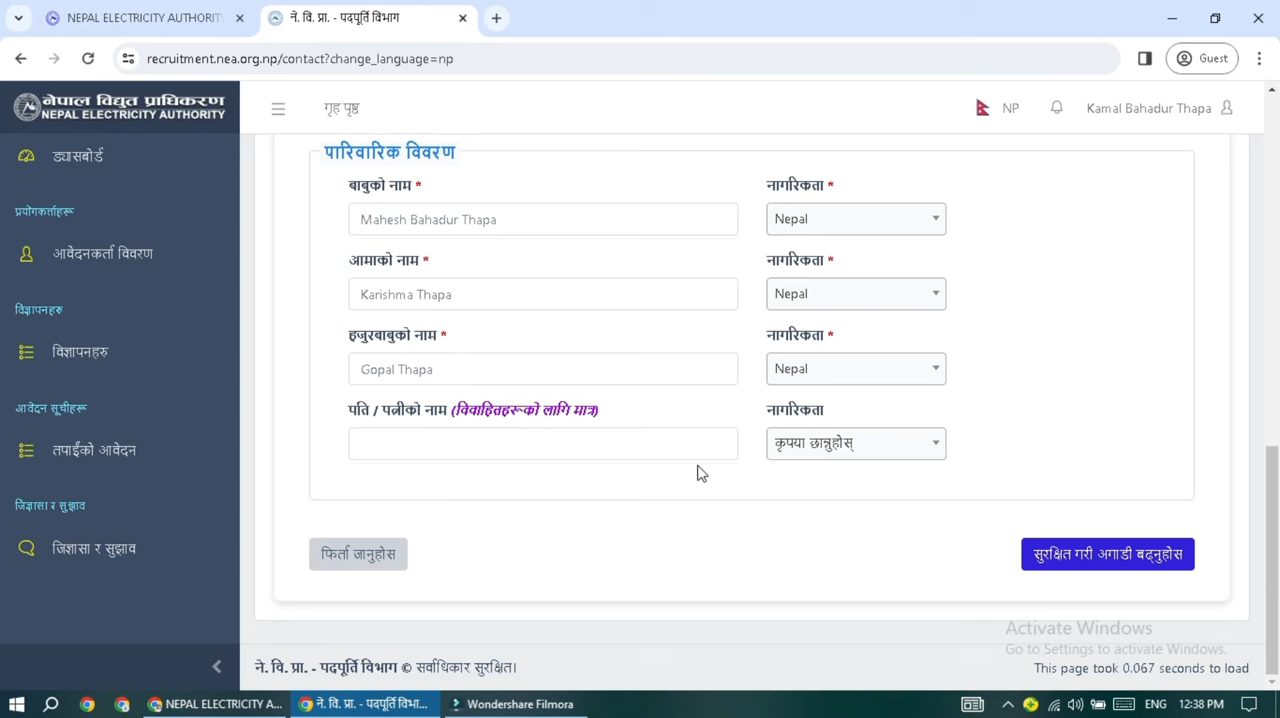 NEPAL ELECTRICITY AUTHORITY
ने. वि. प्रा. - पदपूर्ति विभाग
recruitment.nea.org.np/contact?change_language=np
Guest
नेपाल विद्युत प्राधिकरण
NEPAL ELECTRICITY AUTHORITY
गृह पृष्ठ
NP
Kamal Bahadur Thapa
ड्यासबोर्ड
प्रयोगकर्ताहरू
आवेदनकर्ता विवरण
विज्ञापनहरु
विज्ञापनहरु
आवेदन सूचीहरू
तपाईंको आवेदन
जिज्ञासा र सुझाव
जिज्ञासा र सुझाव
पारिवारिक विवरण
बाबुको नाम *
नागरिकता *
Mahesh Bahadur Thapa
Nepal
आमाको नाम *
नागरिकता *
Karishma Thapa
Nepal
हजुरबाबुको नाम *
नागरिकता *
Gopal Thapa
Nepal
पति / पत्नीको नाम (विवाहितहरूको लागि मात्र)
नागरिकता
कृपया छान्नुहोस्
फिर्ता जानुहोस
सुरक्षित गरी अगाडी बढ्नुहोस
Activate Windows
Go to Settings to activate Windows.
ने. वि. प्रा. - पदपूर्ति विभाग © सर्वाधिकार सुरक्षित।
This page took 0.067 seconds to load
NEPAL ELECTRICITY A...
ने. वि. प्रा. - पदपूर्ति विभा...
Wondershare Filmora
ENG
12:38 PM